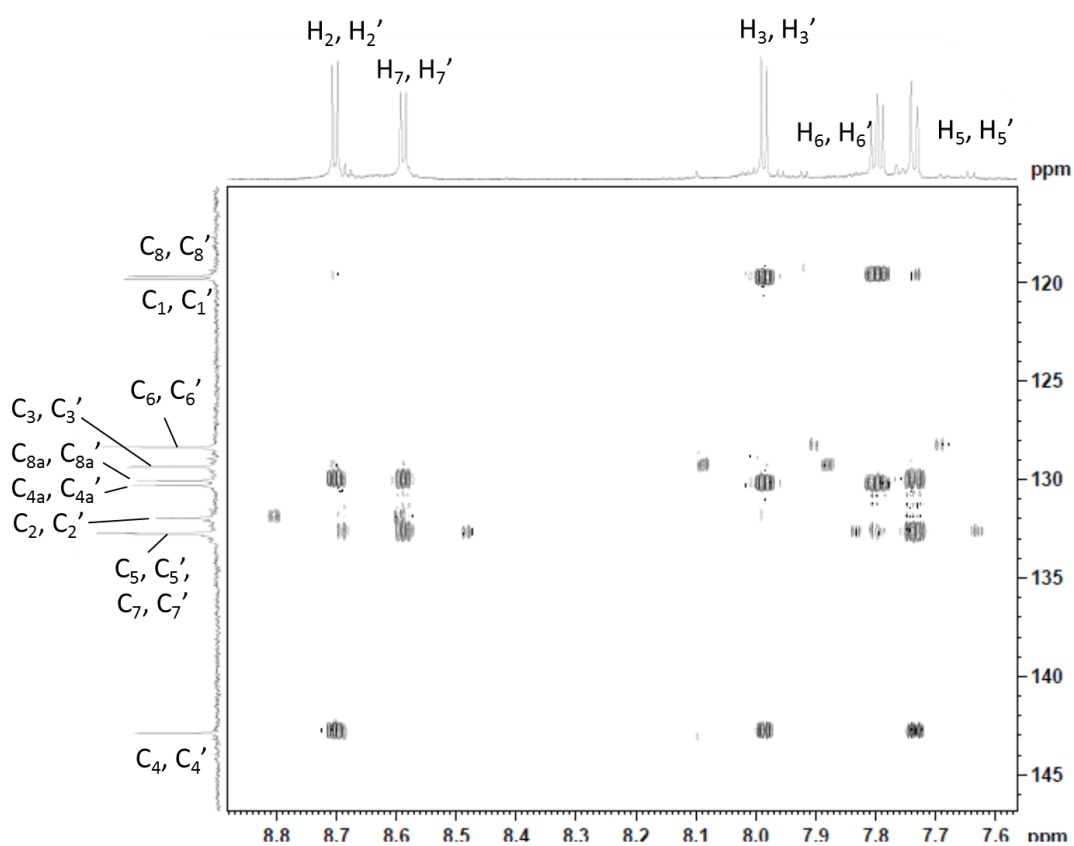 H₂, H₂′
H₇, H₇′
H₃, H₃′
H₆, H₆′
H₅, H₅′
ppm
C₈, C₈′
C₁, C₁′
C₆, C₆′
C₃, C₃′
C₈ₐ, C₈ₐ′
C₄ₐ, C₄ₐ′
C₂, C₂′
C₅, C₅′,
C₇, C₇′
C₄, C₄′
120
125
130
135
140
145
8.8 8.7 8.6 8.5 8.4 8.3 8.2 8.1 8.0 7.9 7.8 7.7 7.6 ppm